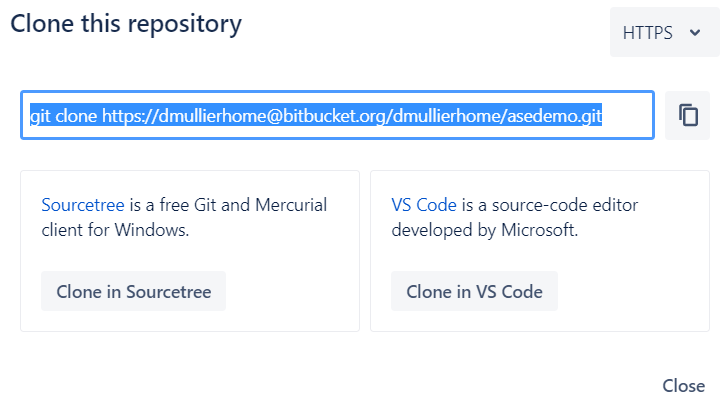 Clone this repository
HTTPS
git clone https://dmullierhome@bitbucket.org/dmullierhome/asedemo.git
Sourcetree is a free Git and Mercurial
client for Windows.
Clone in Sourcetree
VS Code is a source-code editor
developed by Microsoft.
Clone in VS Code
Close